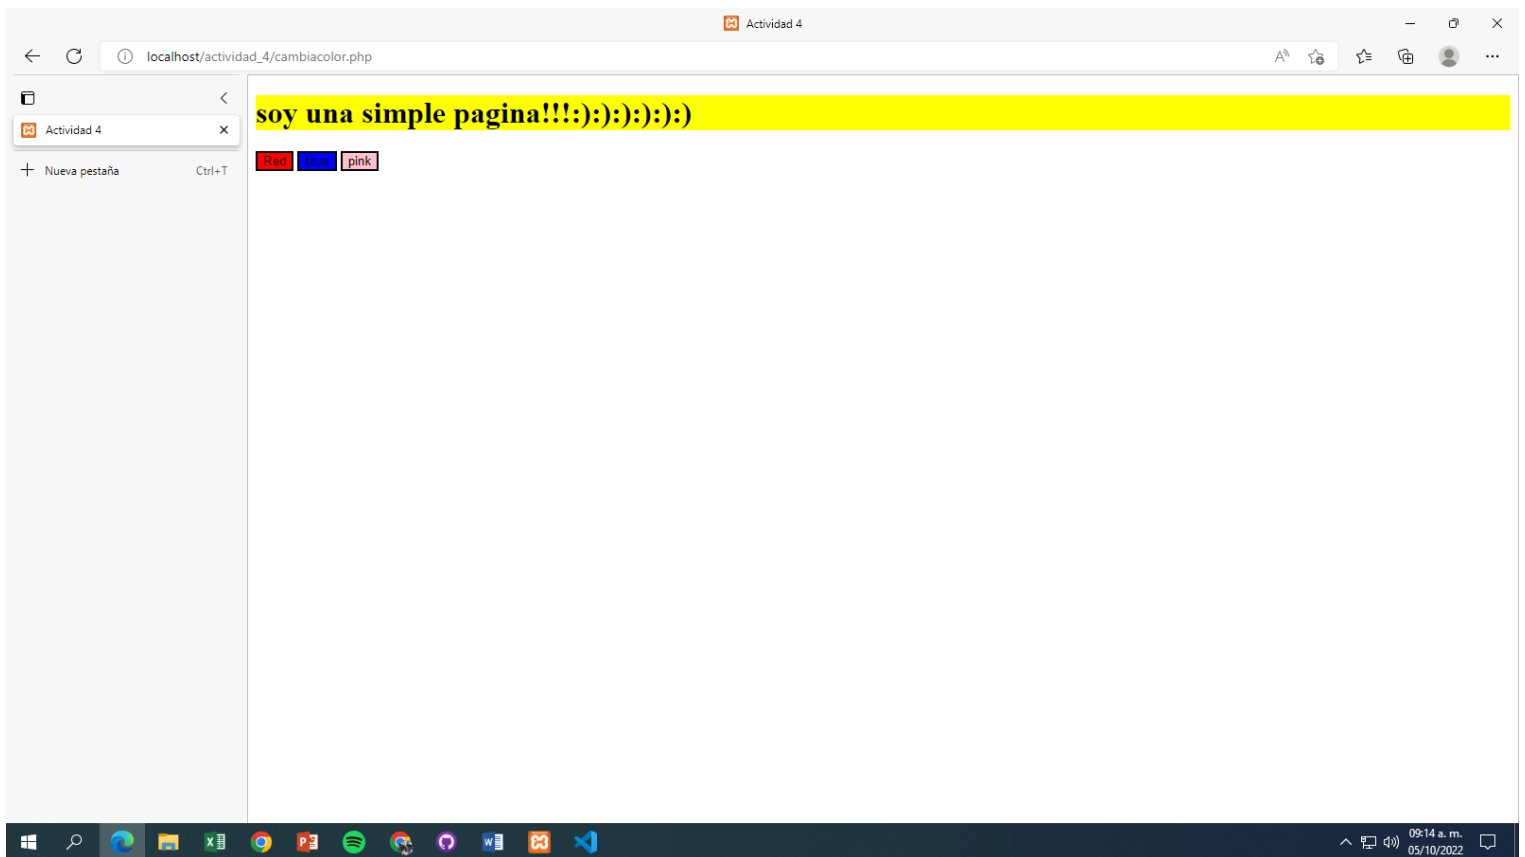 Actividad 4
localhost/actividad_4/cambiacolor.php
Actividad 4
Nueva pestaña Ctrl+T
soy una simple pagina!!!:):):):):):)
Red blue pink
09:14 a. m.
05/10/2022